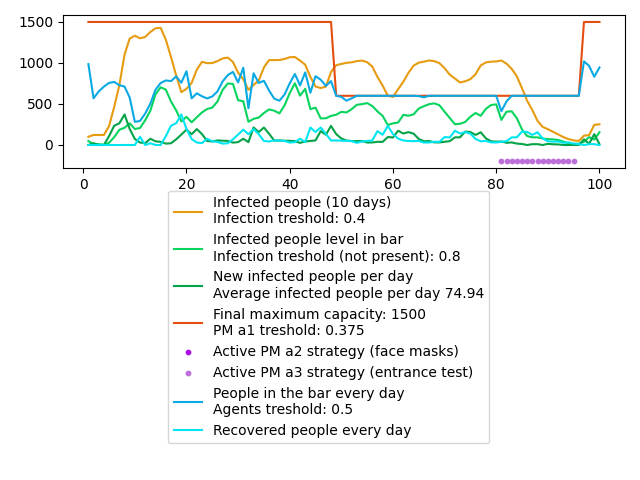 1500
1000
500
0
0 20 40 60 80 100
Infected people (10 days)
Infection treshold: 0.4
Infected people level in bar
Infection treshold (not present): 0.8
New infected people per day
Average infected people per day 74.94
Final maximum capacity: 1500
PM a1 treshold: 0.375
Active PM a2 strategy (face masks)
Active PM a3 strategy (entrance test)
People in the bar every day
Agents treshold: 0.5
Recovered people every day